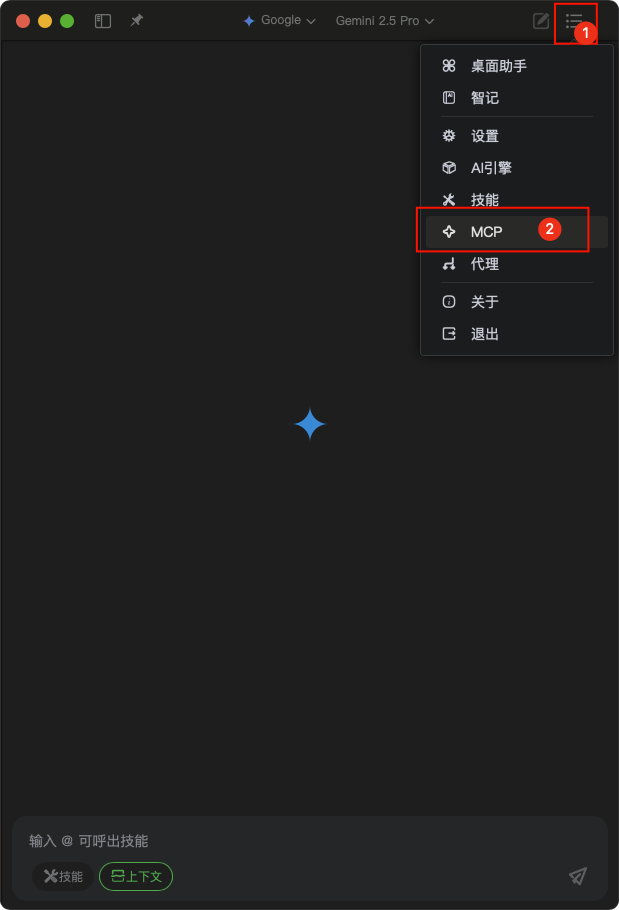 Google Gemini 2.5 Pro
1
桌面助手
智记
设置
AI引擎
技能
MCP 2
代理
关于
退出
输入 @ 可呼出技能
技能 上下文